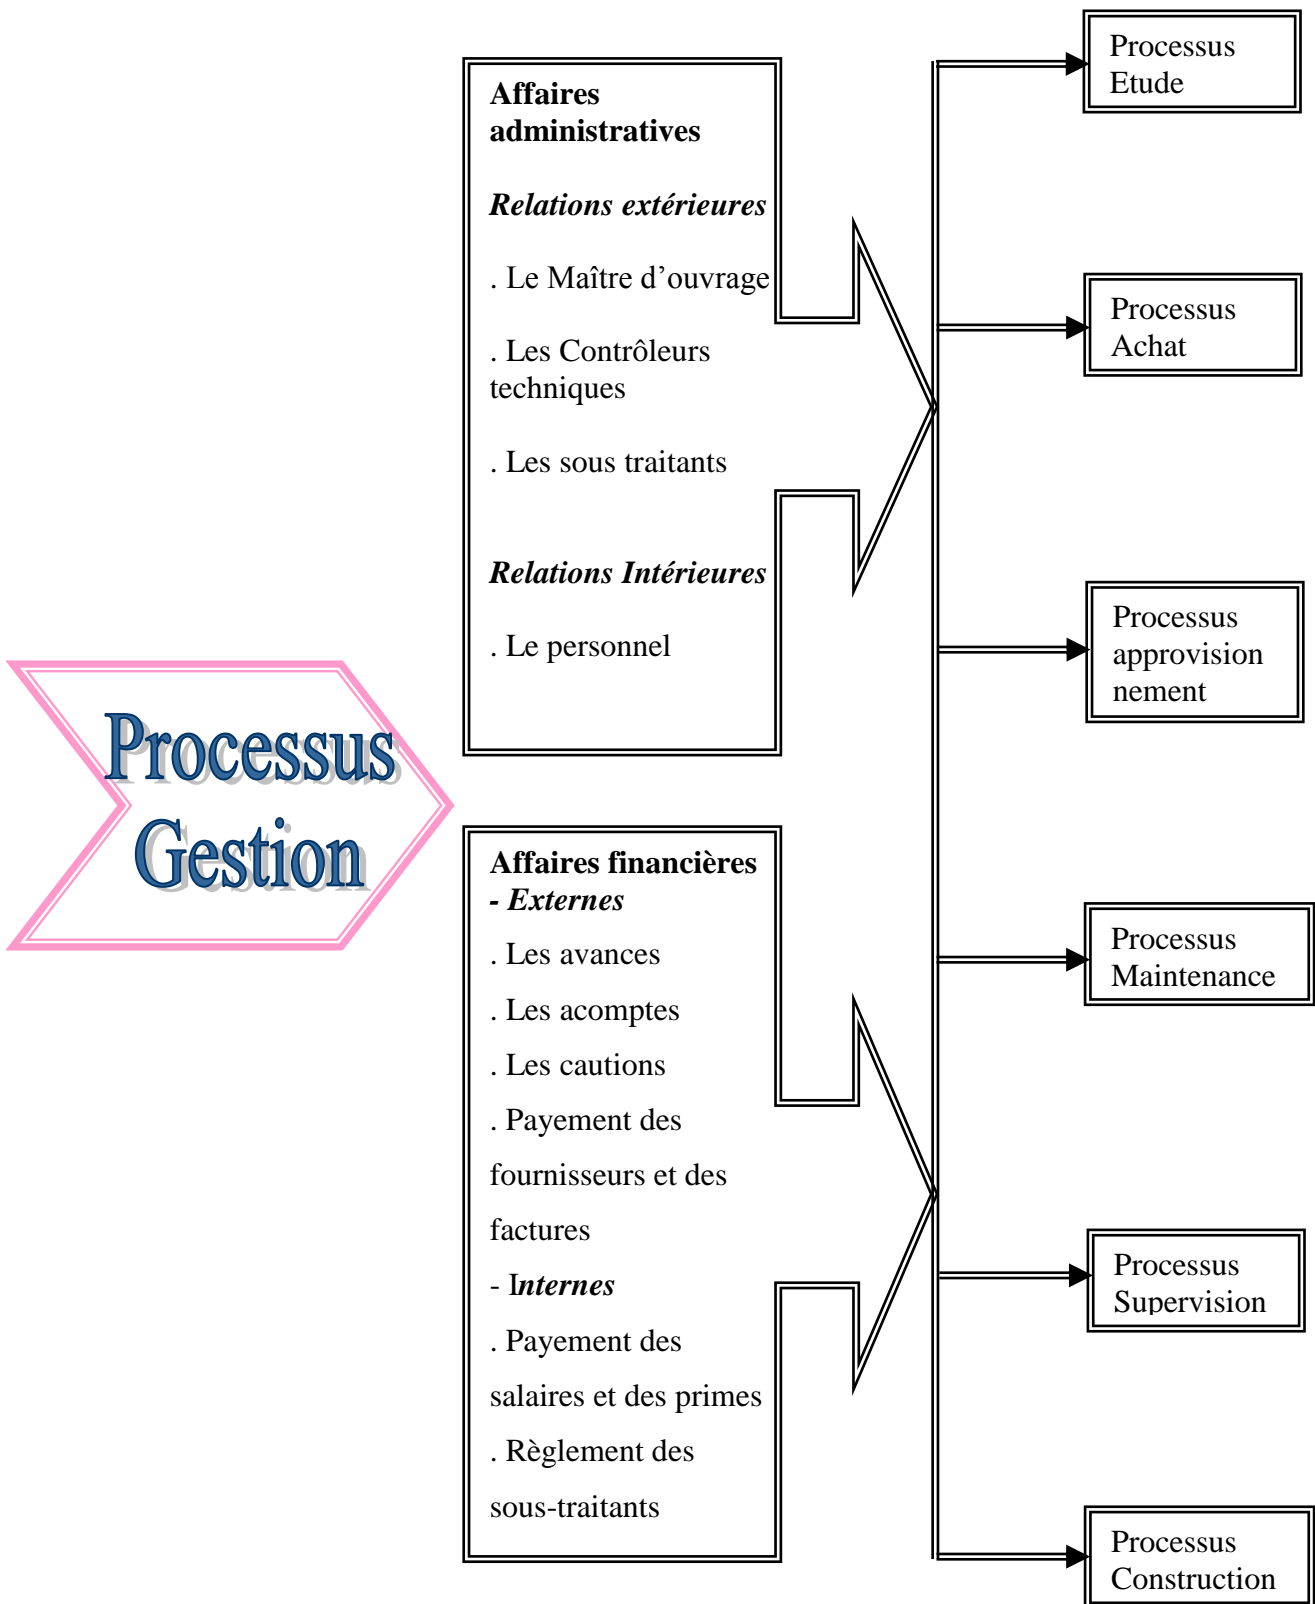 Processus
Gestion
Affaires
administratives
Relations extérieures
. Le Maître d’ouvrage
. Les Contrôleurs
techniques
. Les sous traitants
Relations Intérieures
. Le personnel
Affaires financières
- Externes
. Les avances
. Les acomptes
. Les cautions
. Payement des
fournisseurs et des
factures
- Internes
. Payement des
salaires et des primes
. Règlement des
sous-traitants
Processus
Etude
Processus
Achat
Processus
approvision
nement
Processus
Maintenance
Processus
Supervision
Processus
Construction